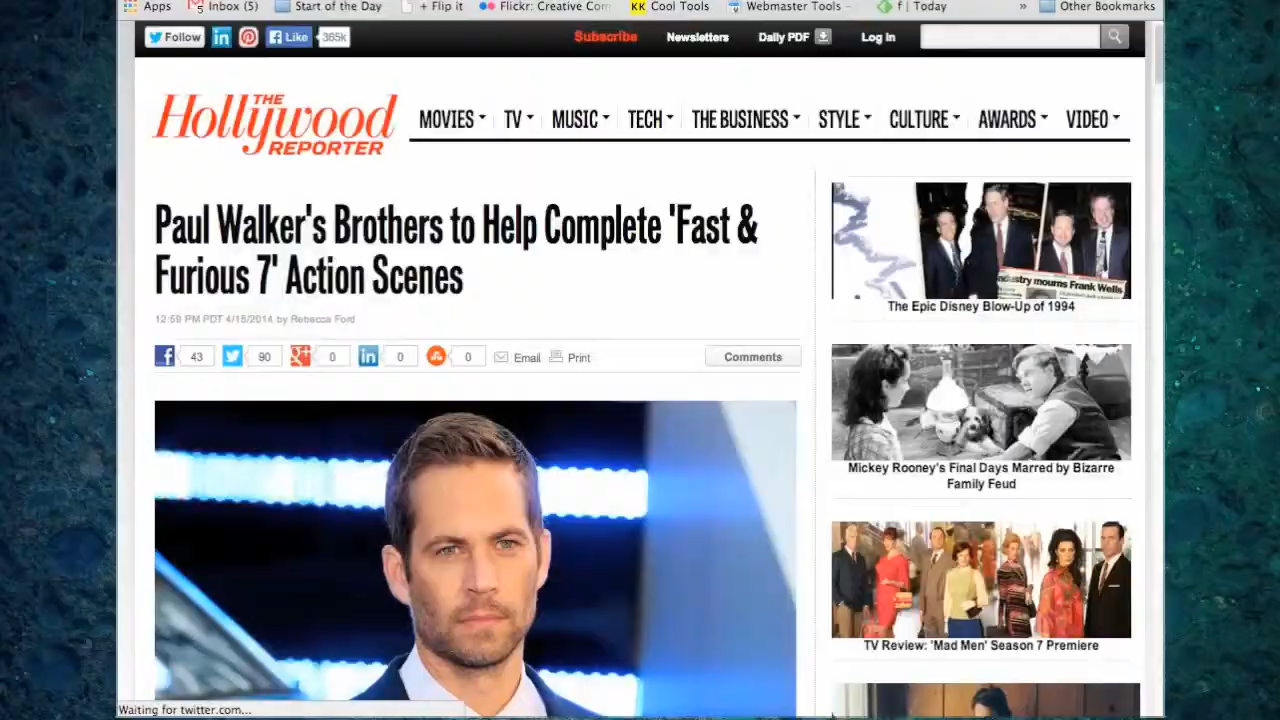 Apps
5 Inbox (5)
Start of the Day
+ Flip it
Flickr: Creative Com
KK Cool Tools
Webmaster Tools -
f | Today
»
Other Bookmarks
Follow
in
Like
365k
Subscribe
Newsletters
Daily PDF
Log In
THE
Hollywood
REPORTER
MOVIES
TV
MUSIC
TECH
THE BUSINESS
STYLE
CULTURE
AWARDS
VIDEO
Paul Walker's Brothers to Help Complete 'Fast &
Furious 7' Action Scenes
12:59 PM PDT 4/15/2014 by Rebecca Ford
43
90
0
0
0
Email
Print
Comments
industry mourns Frank Wells
The Epic Disney Blow-Up of 1994
Mickey Rooney's Final Days Marred by Bizarre
Family Feud
TV Review: 'Mad Men' Season 7 Premiere
Waiting for twitter.com...